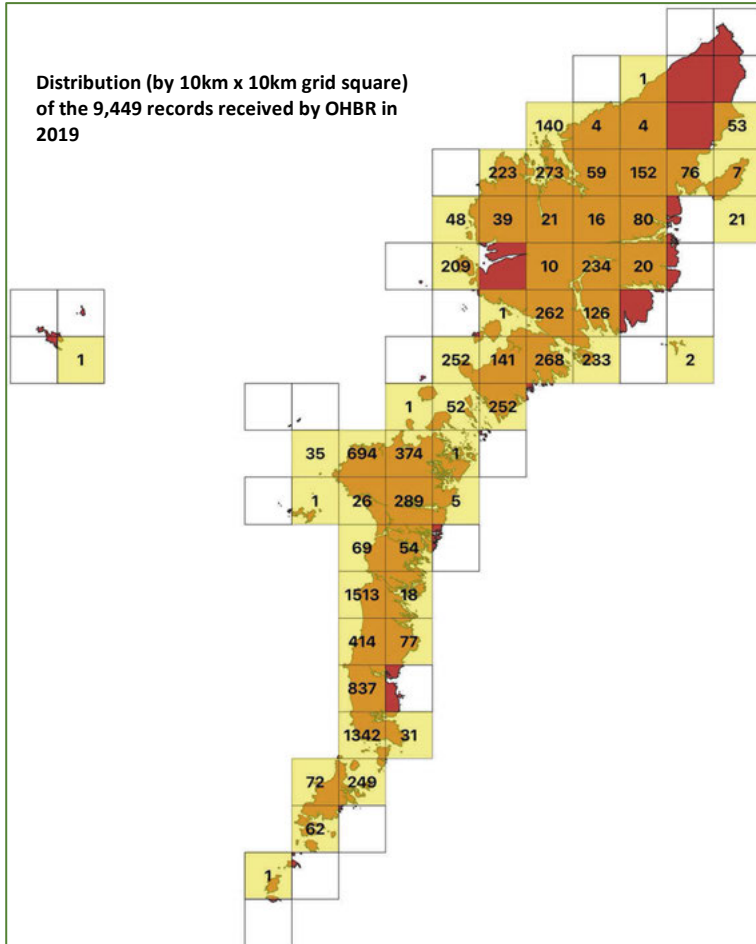 Distribution (by 10km x 10km grid square)
of the 9,449 records received by OHBR in
2019
1
140 4 4 53
223 273 59 152 76 7
48 39 21 16 80 21
209 10 234 20
1 262 126
1 252 141 268 233 2
1 52 252
35 694 374 1
1 26 289 5
69 54
1513 18
414 77
837
1342 31
72 249
62
1